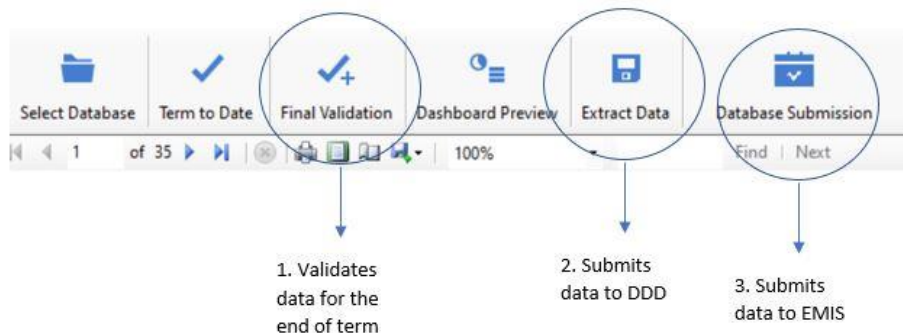 Select Database Term to Date Final Validation Dashboard Preview Extract Data Database Submission
1 of 35 100% Find | Next
1. Validates
data for the
end of term
2. Submits
data to DDD
3. Submits
data to EMIS